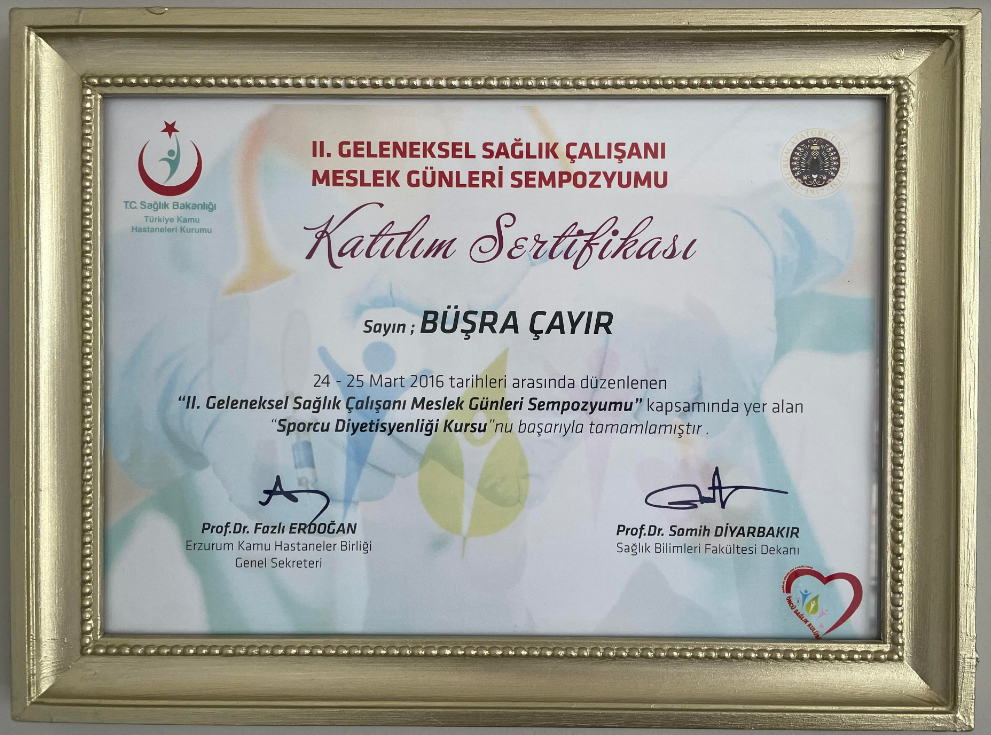 II. GELENEKSEL SAĞLIK ÇALIŞANI
MESLEK GÜNLERİ SEMPOZYUMU
T.C. Sağlık Bakanlığı
Türkiye Kamu
Hastaneleri Kurumu
Katılım Sertifikası
Sayın ; BÜŞRA ÇAYIR
24 - 25 Mart 2016 tarihleri arasında düzenlenen
“II. Geleneksel Sağlık Çalışanı Meslek Günleri Sempozyumu” kapsamında yer alan
“Sporcu Diyetisyenliği Kursu”nu başarıyla tamamlamıştır .
Prof.Dr. Fazlı ERDOĞAN
Erzurum Kamu Hastaneler Birliği
Genel Sekreteri
Prof.Dr. Samih DİYARBAKIR
Sağlık Bilimleri Fakültesi Dekanı